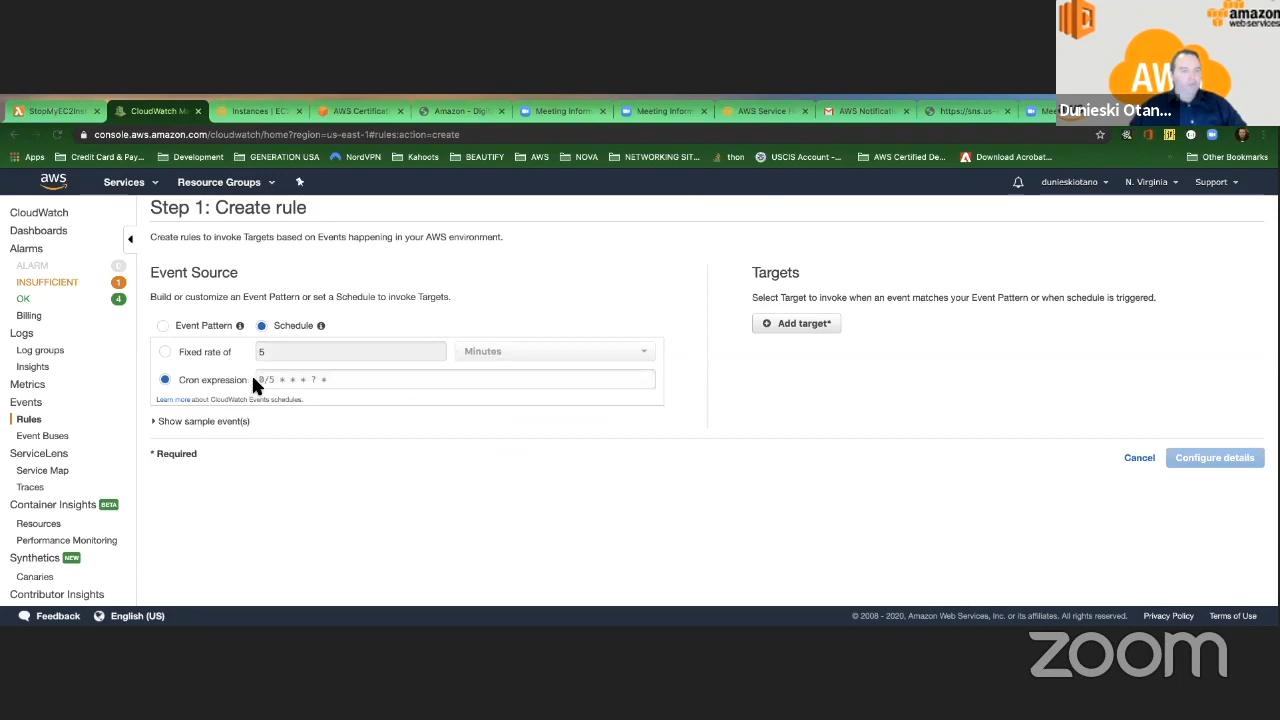 amazon
web services
AWS
Dunieski Otan...
StopMyEC2Inst
CloudWatch M
Instances | EC2
AWS Certificat
Amazon - Digi
Meeting Inform
Meeting Inform
AWS Service H
AWS Notificati
https://sns.us-
console.aws.amazon.com/cloudwatch/home?region=us-east-1#rules:action=create
Apps
Credit Card & Pay...
Development
GENERATION USA
NordVPN
Kahoots
BEAUTIFY
AWS
NOVA
NETWORKING SIT...
thon
USCIS Account -...
AWS Certified De...
Download Acrobat...
Other Bookmarks
aws
Services
Resource Groups
dunieskiotano
N. Virginia
Support
CloudWatch
Dashboards
Alarms
ALARM 0
INSUFFICIENT 1
OK 4
Billing
Logs
Log groups
Insights
Metrics
Events
Rules
Event Buses
ServiceLens
Service Map
Traces
Container Insights BETA
Resources
Performance Monitoring
Synthetics NEW
Canaries
Contributor Insights
Step 1: Create rule
Create rules to invoke Targets based on Events happening in your AWS environment.
Event Source
Build or customize an Event Pattern or set a Schedule to invoke Targets.
Event Pattern
Schedule
Fixed rate of
5
Minutes
Cron expression:
0/5 * * * ? *
Learn more about CloudWatch Events schedules.
Show sample event(s)
* Required
Targets
Select Target to invoke when an event matches your Event Pattern or when schedule is triggered.
Add target*
Cancel
Configure details
Feedback
English (US)
© 2008 - 2020, Amazon Web Services, Inc. or its affiliates. All rights reserved.
Privacy Policy
Terms of Use
zoom